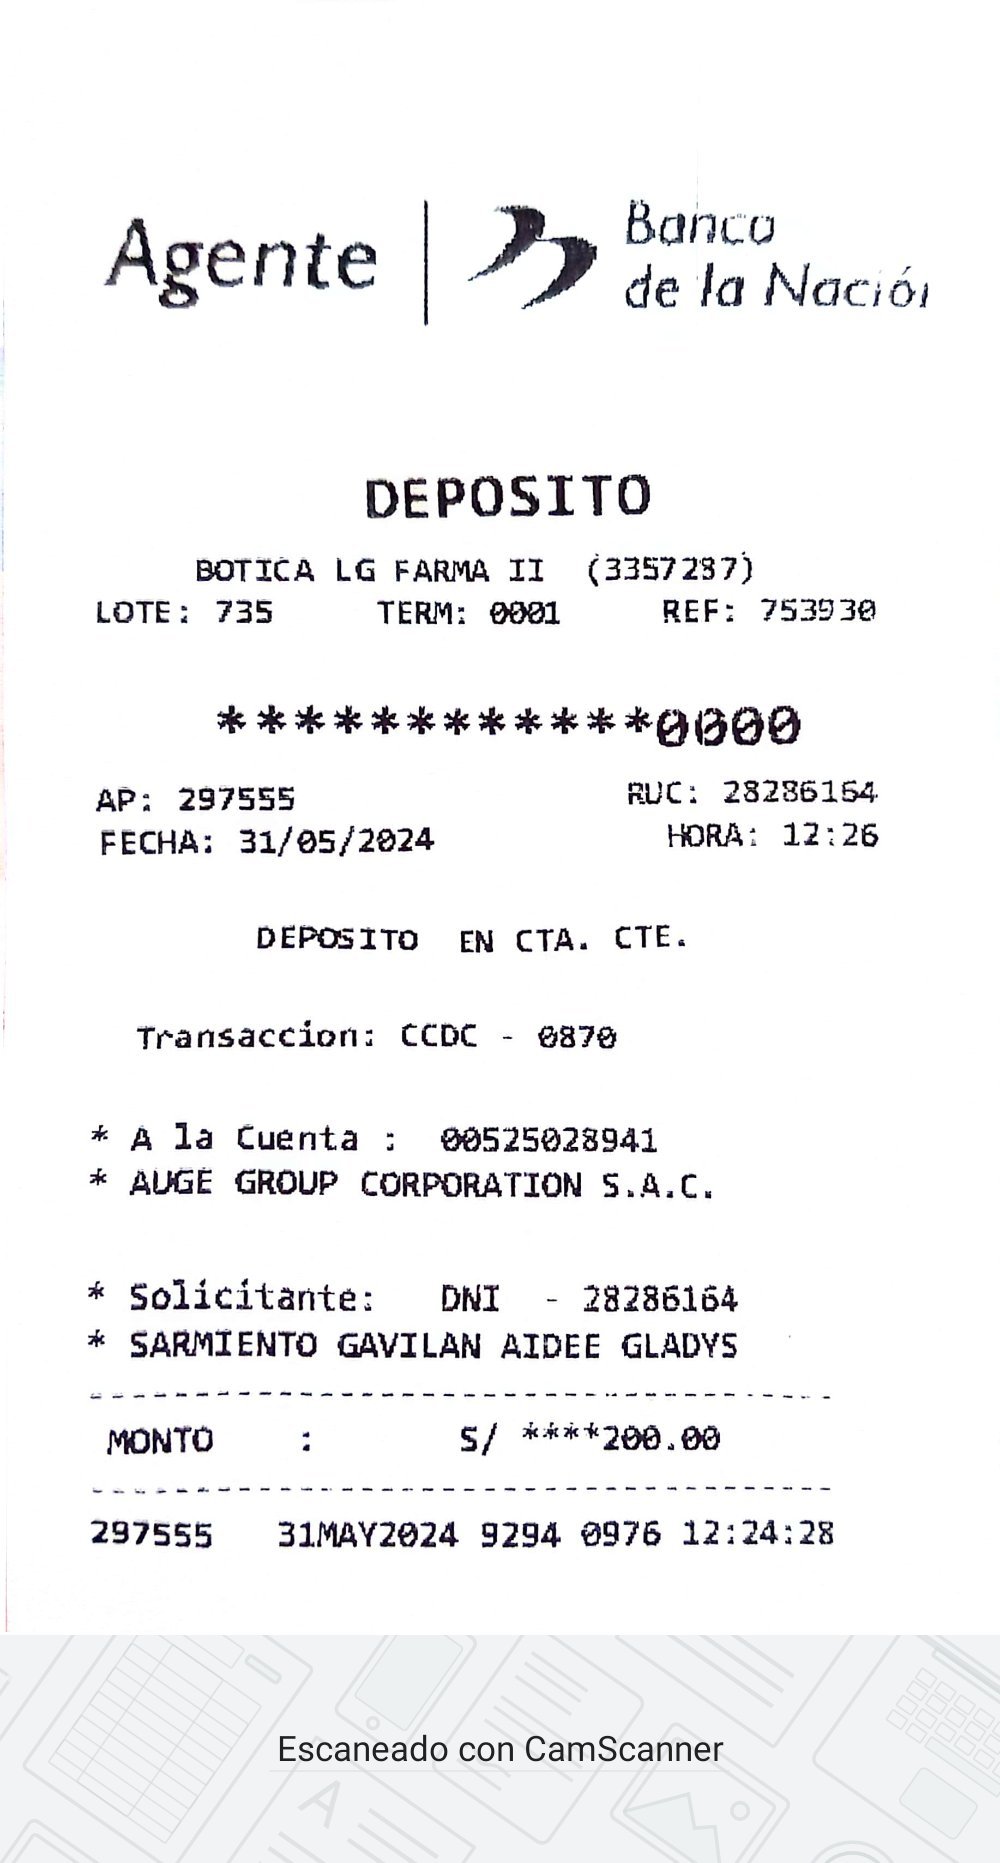 Agente
Banco
de la Nación
DEPOSITO
BOTICA LG FARMA II (3357287)
LOTE: 735 TERM: 0001 REF: 753930
************0000
AP: 297555 RUC: 28286164
FECHA: 31/05/2024 HORA: 12:26
DEPOSITO EN CTA. CTE.
Transaccion: CCDC - 0870
* A la Cuenta : 00525028941
* AUGE GROUP CORPORATION S.A.C.
* Solicitante: DNI - 28286164
* SARMIENTO GAVILAN AIDEE GLADYS
MONTO : S/ ****200.00
297555 31MAY2024 9294 0976 12:24:28
Escaneado con CamScanner